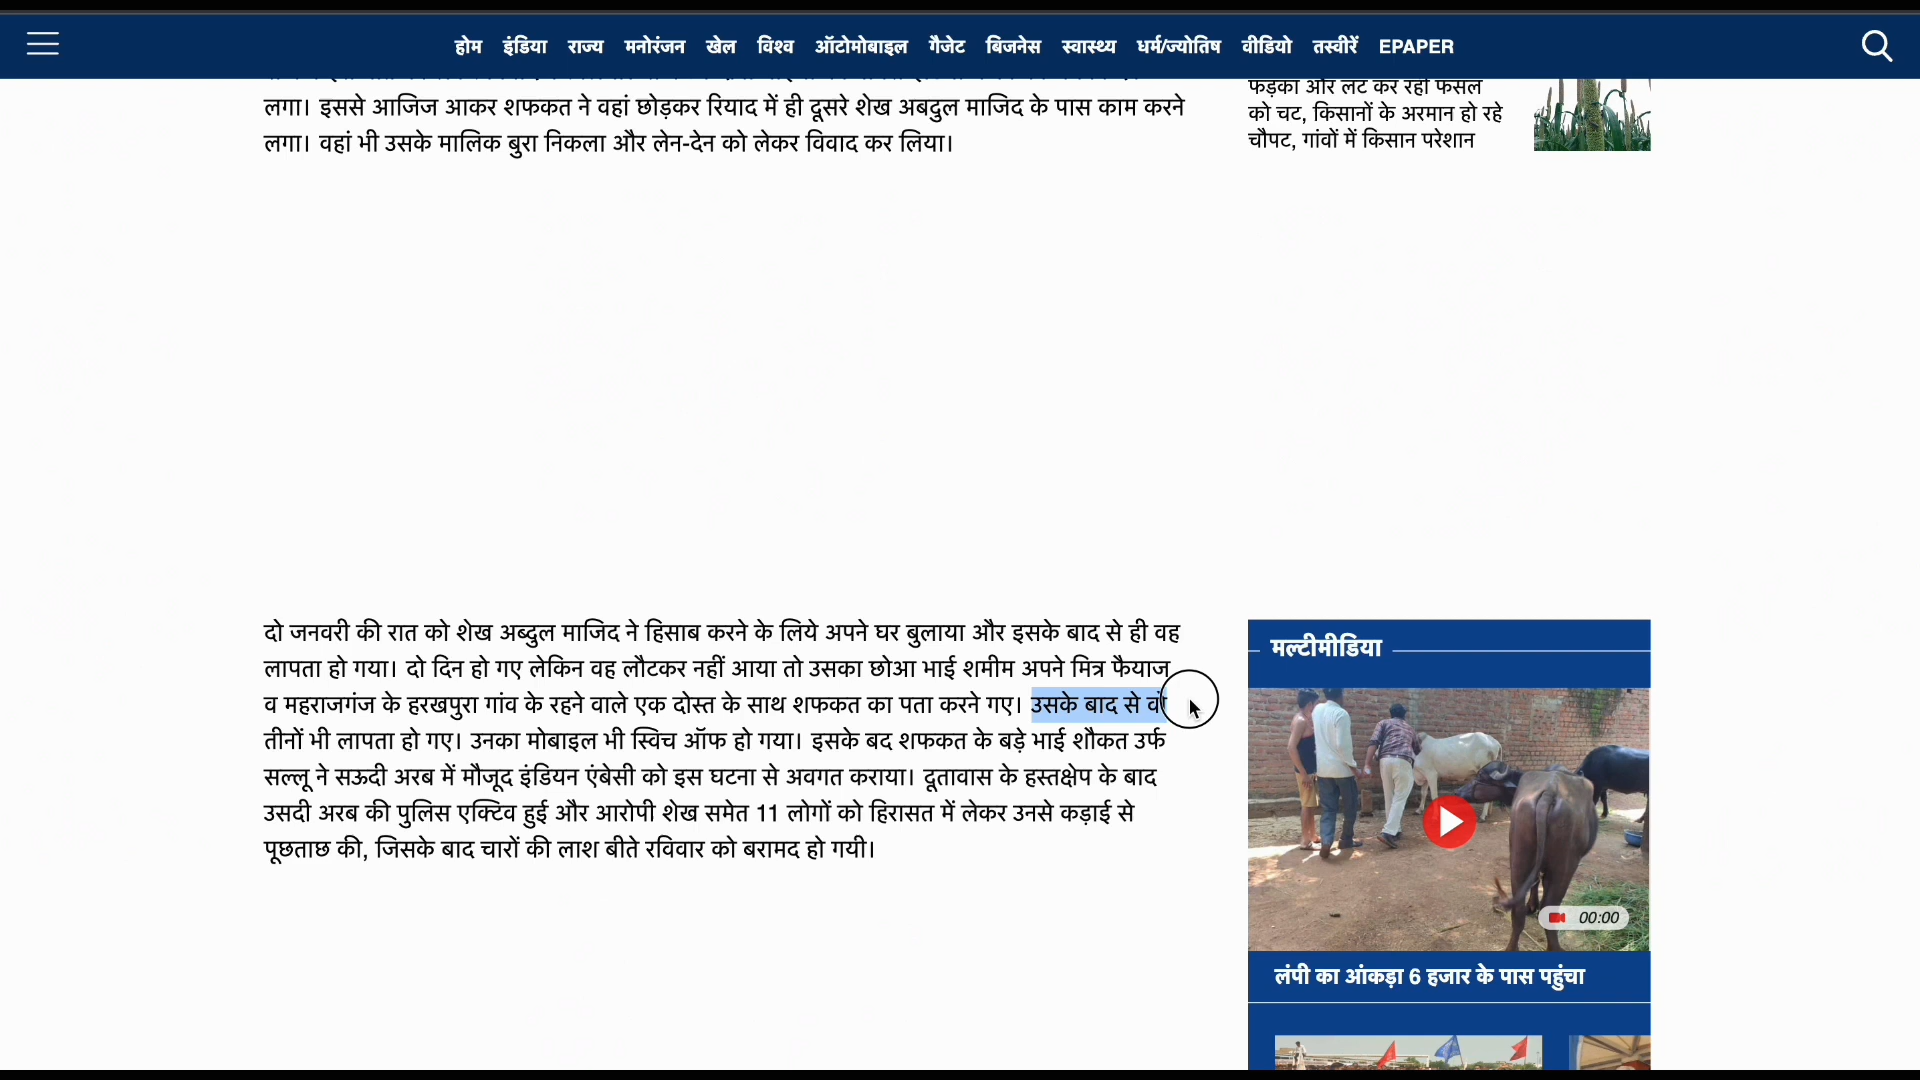 होम इंडिया राज्य मनोरंजन खेल विश्व ऑटोमोबाइल गैजेट बिजनेस स्वास्थ्य धर्म/ज्योतिष वीडियो तस्वीरें EPAPER
लगा। इससे आजिज आकर शफकत ने वहां छोड़कर रियाद में ही दूसरे शेख अबदुल माजिद के पास काम करने
लगा। वहां भी उसके मालिक बुरा निकला और लेन-देन को लेकर विवाद कर लिया।
फड़का और लट कर रही फसल
को चट, किसानों के अरमान हो रहे
चौपट, गांवों में किसान परेशान
दो जनवरी की रात को शेख अब्दुल माजिद ने हिसाब करने के लिये अपने घर बुलाया और इसके बाद से ही वह
लापता हो गया। दो दिन हो गए लेकिन वह लौटकर नहीं आया तो उसका छोआ भाई शमीम अपने मित्र फैयाज
व महराजगंज के हरखपुरा गांव के रहने वाले एक दोस्त के साथ शफकत का पता करने गए। उसके बाद से वो
तीनों भी लापता हो गए। उनका मोबाइल भी स्विच ऑफ हो गया। इसके बद शफकत के बड़े भाई शौकत उर्फ
सल्लू ने सऊदी अरब में मौजूद इंडियन एंबेसी को इस घटना से अवगत कराया। दूतावास के हस्तक्षेप के बाद
उसदी अरब की पुलिस एक्टिव हुई और आरोपी शेख समेत 11 लोगों को हिरासत में लेकर उनसे कड़ाई से
पूछताछ की, जिसके बाद चारों की लाश बीते रविवार को बरामद हो गयी।
मल्टीमीडिया
00:00
लंपी का आंकड़ा 6 हजार के पास पहुंचा